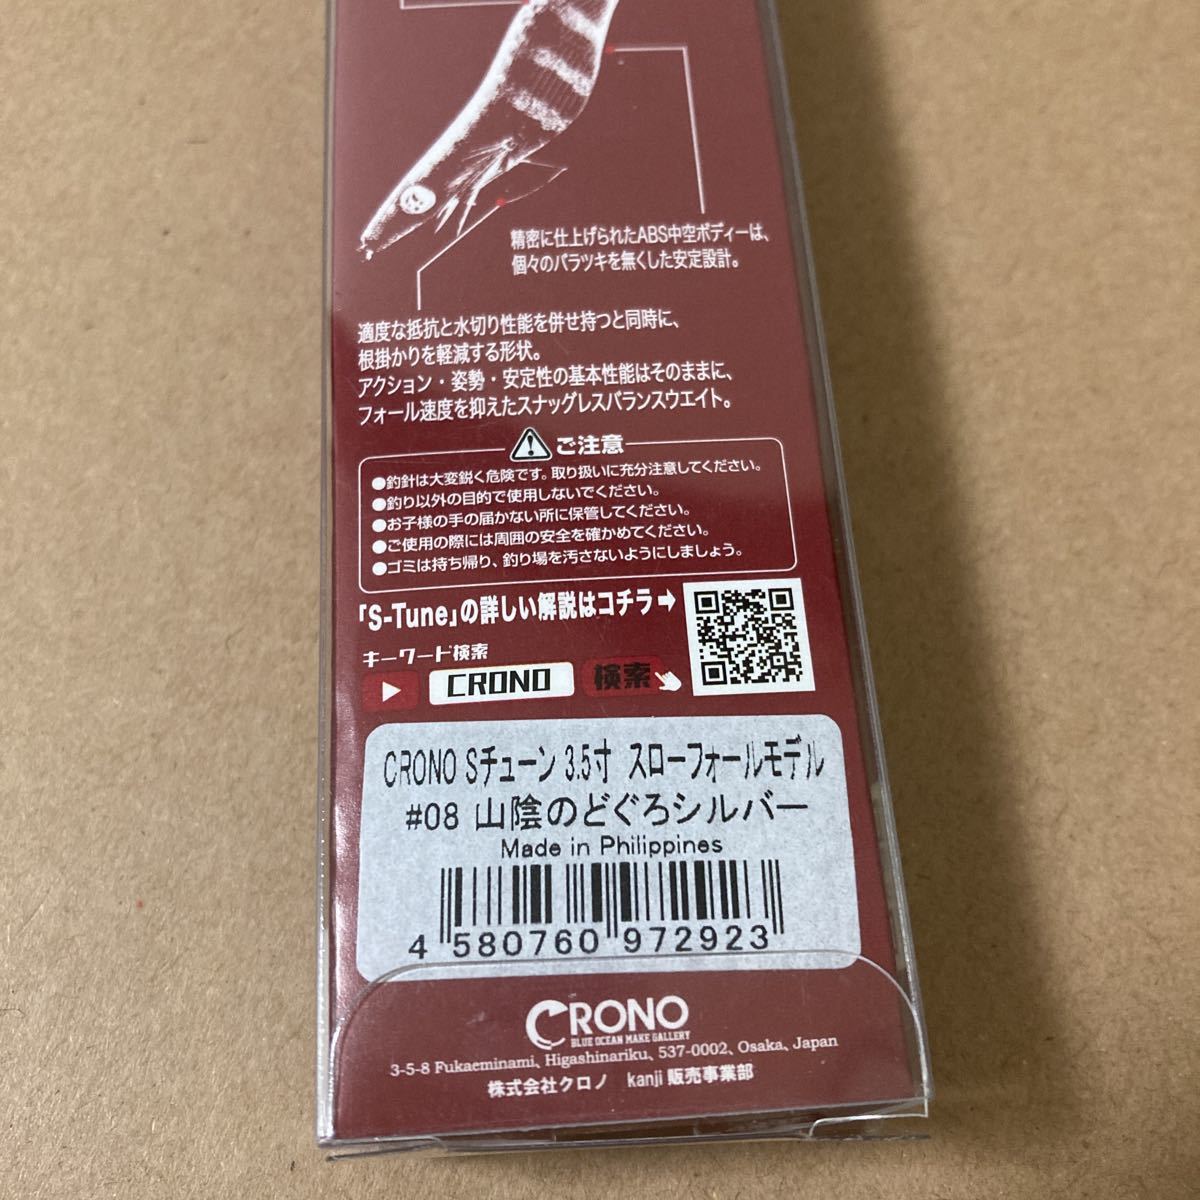 精密に仕上げられたABS中空ボディーは、
個々のバラツキを無くした安定設計。
適度な抵抗と水切り性能を併せ持つと同時に、
根掛かりを軽減する形状。
アクション・姿勢・安定性の基本性能はそのままに、
フォール速度を抑えたスナッグレスバランスウエイト。
ご注意
●釣針は大変鋭く危険です。取り扱いに充分注意してください。
●釣り以外の目的で使用しないでください。
●お子様の手の届かない所に保管してください。
●ご使用の際には周囲の安全を確かめてください。
●ゴミは持ち帰り、釣り場を汚さないようにしましょう。
「S-Tune」の詳しい解説はコチラ➡
キーワード検索
CRONO 検索
CRONO Sチューン 3.5寸 スローフォールモデル
#08 山陰のどぐろシルバー
Made in Philippines
4 580760 972923
CRONO
BLUE OCEAN MAKE GALLERY
3-5-8 Fukaeminami、Higashinariku、537-0002、Osaka、Japan
株式会社クロノ kanji 販売事業部